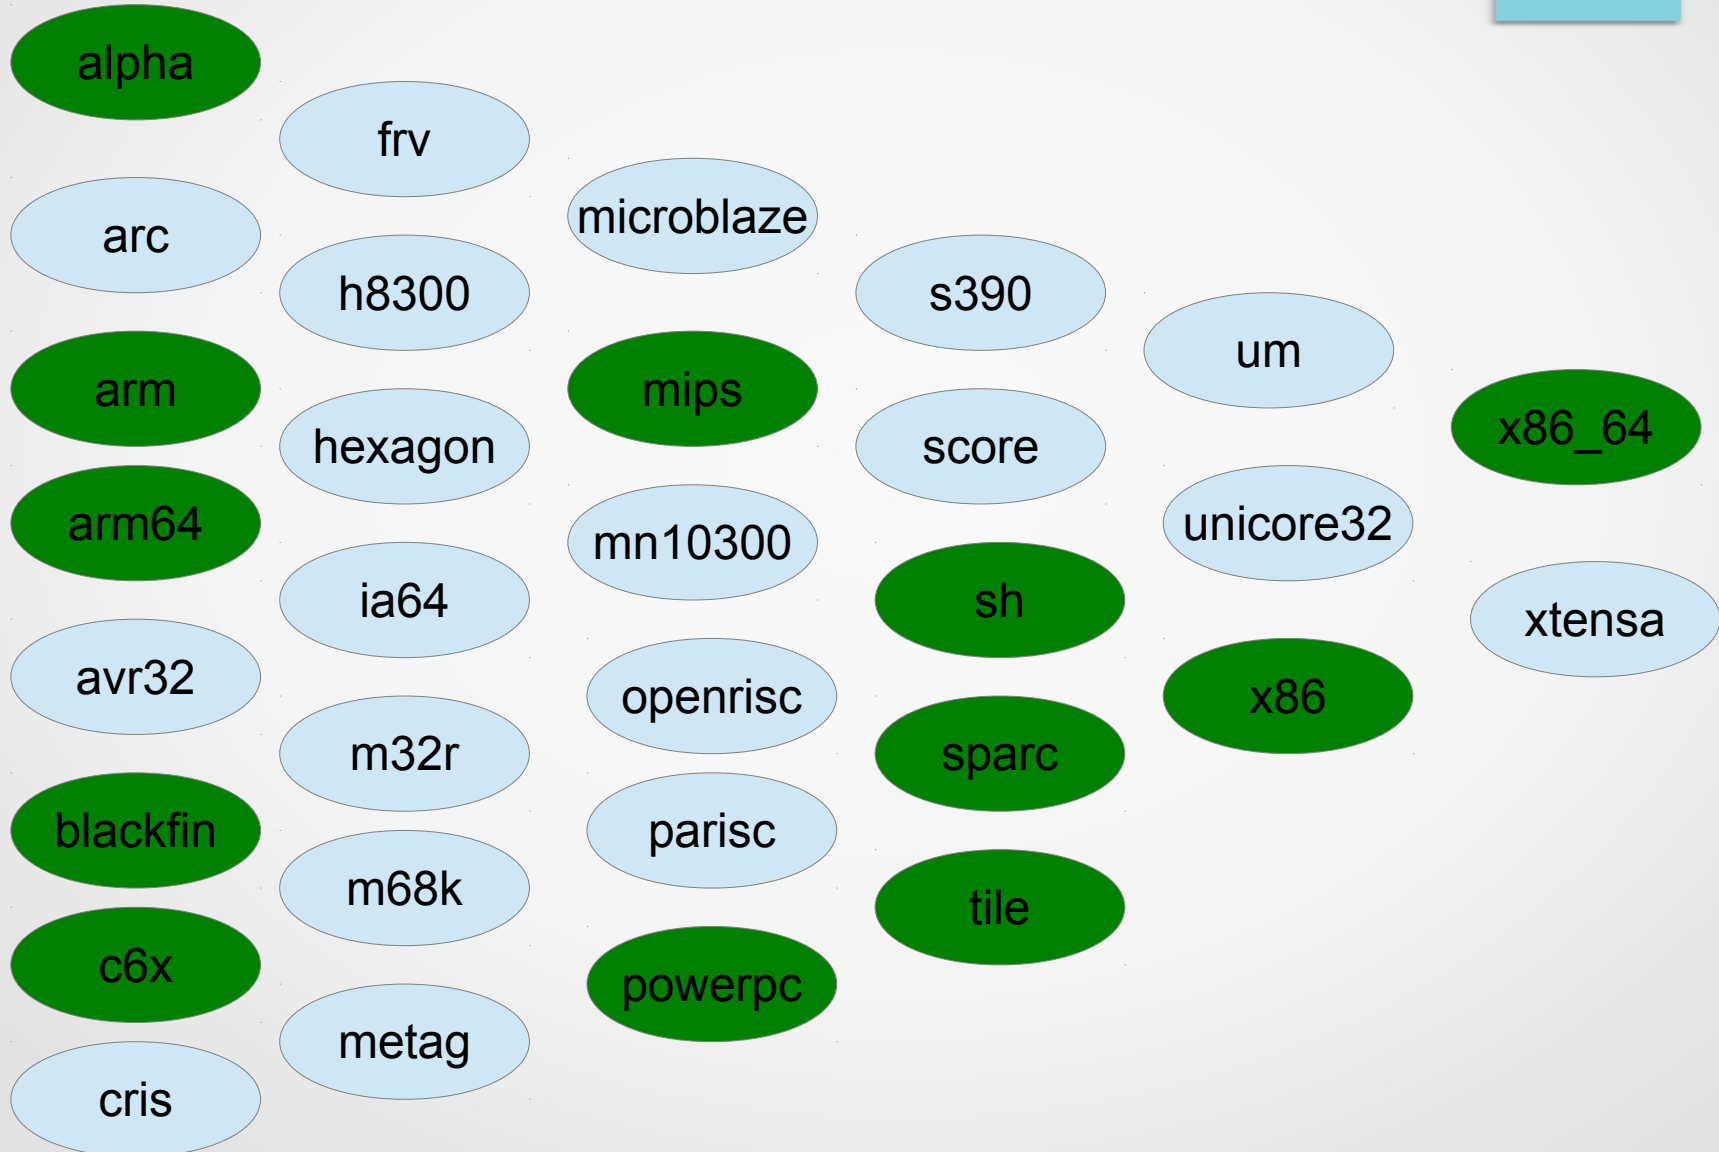 alpha
arc
arm
arm64
avr32
blackfin
c6x
cris
frv
h8300
hexagon
ia64
m32r
m68k
metag
microblaze
mips
mn10300
openrisc
parisc
powerpc
s390
score
sh
sparc
tile
um
unicore32
x86
x86_64
xtensa